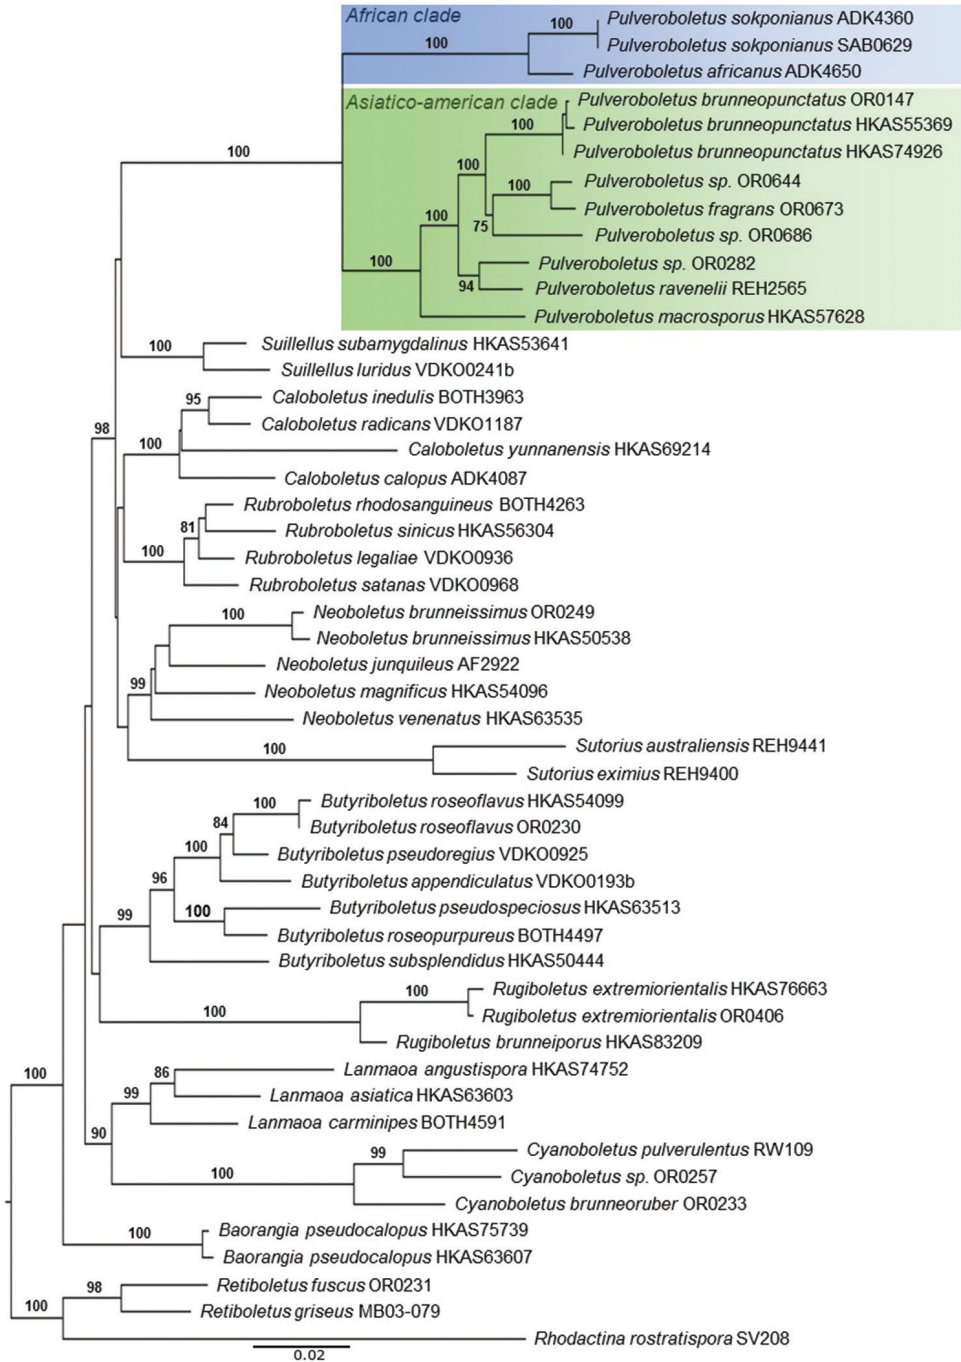 African clade
100
Pulveroboletus sokponianus ADK4360
100
Pulveroboletus sokponianus SAB0629
Pulveroboletus africanus ADK4650
Asiatico-american clade
Pulveroboletus brunneopunctatus OR0147
100
Pulveroboletus brunneopunctatus HKAS55369
100
Pulveroboletus brunneopunctatus HKAS74926
100
Pulveroboletus sp. OR0644
100
Pulveroboletus fragrans OR0673
100
75
Pulveroboletus sp. OR0686
100
Pulveroboletus sp. OR0282
94
Pulveroboletus ravenelii REH2565
Pulveroboletus macrosporus HKAS57628
100
Suillellus subamygdalinus HKAS53641
Suillellus luridus VDKO0241b
95
Caloboletus inedulis BOTH3963
98
Caloboletus radicans VDKO1187
100
Caloboletus yunnanensis HKAS69214
Caloboletus calopus ADK4087
Rubroboletus rhodosanguineus BOTH4263
81
Rubroboletus sinicus HKAS56304
100
Rubroboletus legaliae VDKO0936
Rubroboletus satanas VDKO0968
100
Neoboletus brunneissimus OR0249
Neoboletus brunneissimus HKAS50538
Neoboletus junquileus AF2922
99
Neoboletus magnificus HKAS54096
Neoboletus venenatus HKAS63535
100
Sutorius australiensis REH9441
Sutorius eximius REH9400
100
Butyriboletus roseoflavus HKAS54099
84
Butyriboletus roseoflavus OR0230
100
Butyriboletus pseudoregius VDKO0925
96
Butyriboletus appendiculatus VDKO0193b
99
100
Butyriboletus pseudospeciosus HKAS63513
Butyriboletus roseopurpureus BOTH4497
Butyriboletus subsplendidus HKAS50444
100
Rugiboletus extremiorientalis HKAS76663
100
Rugiboletus extremiorientalis OR0406
Rugiboletus brunneiporus HKAS83209
100
86
Lanmaoa angustispora HKAS74752
99
Lanmaoa asiatica HKAS63603
90
Lanmaoa carminipes BOTH4591
99
Cyanoboletus pulverulentus RW109
100
Cyanoboletus sp. OR0257
Cyanoboletus brunneoruber OR0233
100
Baorangia pseudocalopus HKAS75739
Baorangia pseudocalopus HKAS63607
98
Retiboletus fuscus OR0231
100
Retiboletus griseus MB03-079
Rhodactina rostratispora SV208
0.02